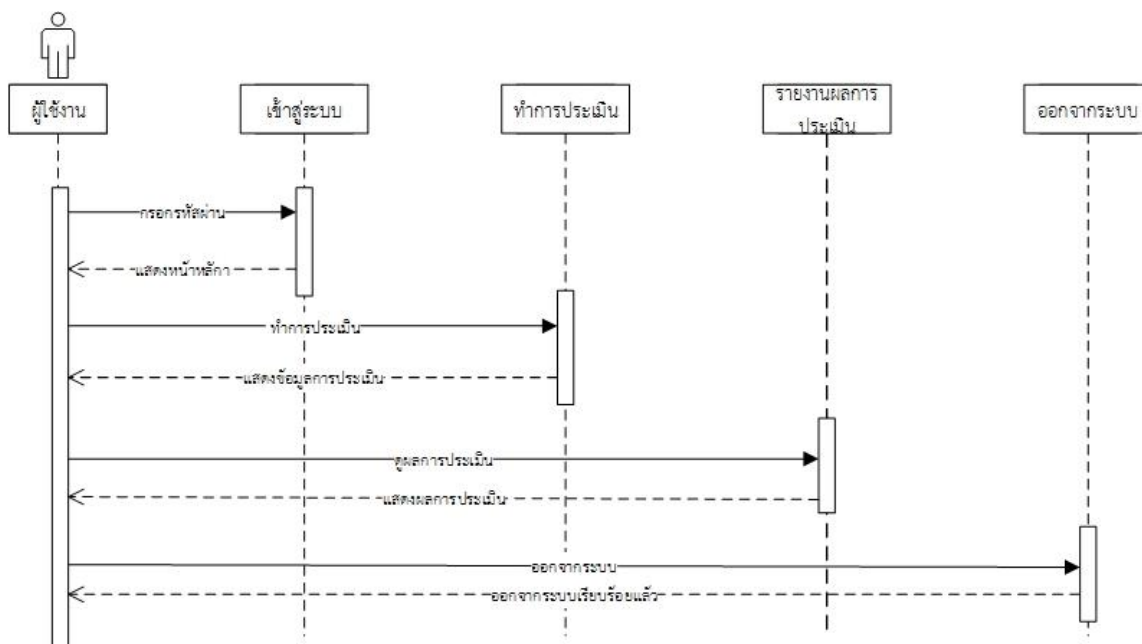 ผู้ใช้งาน
เข้าสู่ระบบ
ทำการประเมิน
รายงานผลการ
ประเมิน
ออกจากระบบ
กรอกรหัสผ่าน
แสดงหน้าหลักา
ทำการประเมิน
แสดงข้อมูลการประเมิน
ดูผลการประเมิน
แสดงผลการประเมิน
ออกจากระบบ
ออกจากระบบเรียบร้อยแล้ว